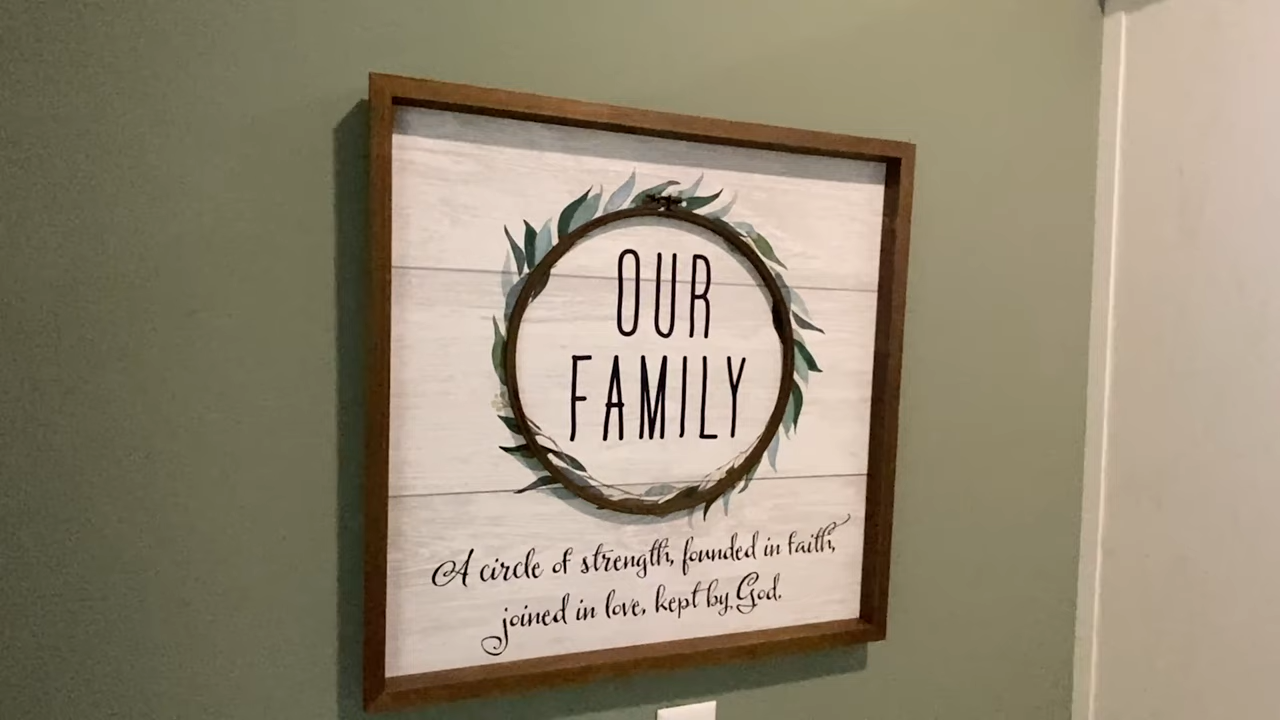 OUR
FAMILY
A circle of strength, founded in faith,
joined in love, kept by God.